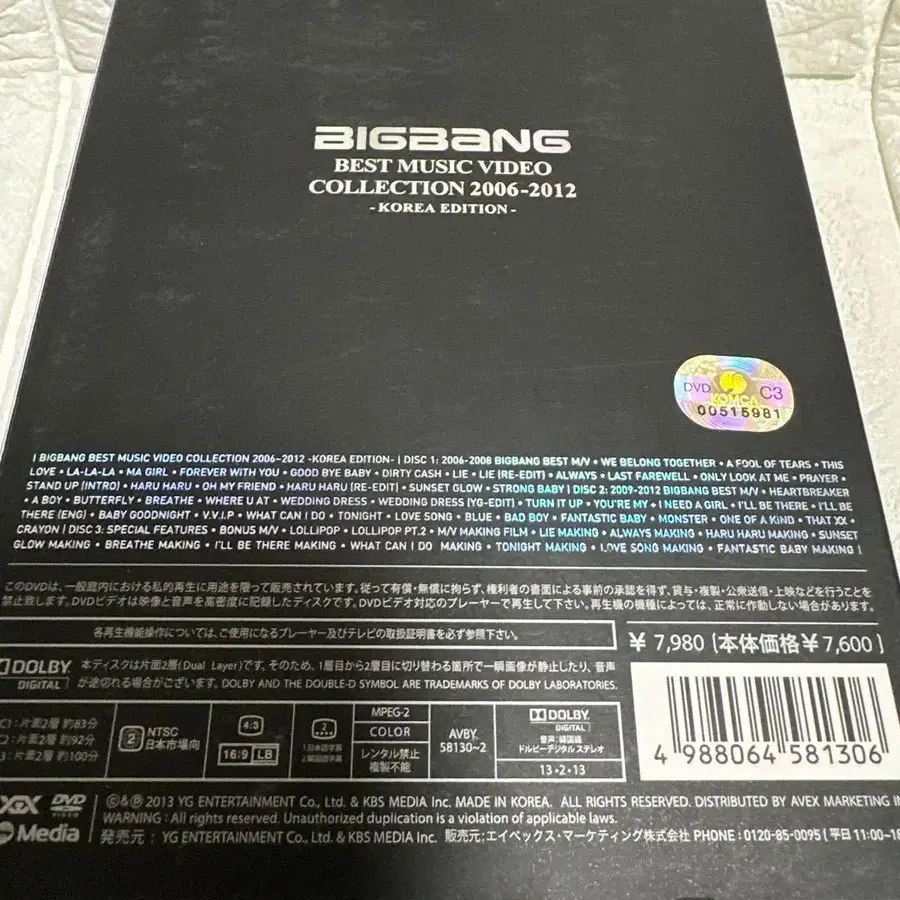 BIGBANG
BEST MUSIC VIDEO
COLLECTION 2006-2012
- KOREA EDITION -
DVD KOMCA C3
00515981
| BIGBANG BEST MUSIC VIDEO COLLECTION 2006~2012 -KOREA EDITION- | DISC 1: 2006-2008 BIGBANG BEST M/V • WE BELONG TOGETHER • A FOOL OF TEARS • THIS
LOVE • LA-LA-LA • MA GIRL • FOREVER WITH YOU • GOOD BYE BABY • DIRTY CASH • LIE • LIE (RE-EDIT) • ALWAYS • LAST FAREWELL • ONLY LOOK AT ME • PRAYER •
STAND UP (INTRO) • HARU HARU • OH MY FRIEND • HARU HARU (RE-EDIT) • SUNSET GLOW • STRONG BABY | DISC 2: 2009-2012 BIGBANG BEST M/V • HEARTBREAKER
• A BOY • BUTTERFLY • BREATHE • WHERE U AT • WEDDING DRESS • WEDDING DRESS (YG-EDIT) • TURN IT UP • YOU'RE MY • I NEED A GIRL • I'LL BE THERE • I'LL BE
THERE (ENG) • BABY GOODNIGHT • V.V.I.P • WHAT CAN I DO • TONIGHT • LOVE SONG • BLUE • BAD BOY • FANTASTIC BABY • MONSTER • ONE OF A KIND • THAT XX •
CRAYON | DISC 3: SPECIAL FEATURES • BONUS M/V • LOLLIPOP • LOLLIPOP PT.2 • M/V MAKING FILM • LIE MAKING • ALWAYS MAKING • HARU HARU MAKING • SUNSET
GLOW MAKING • BREATHE MAKING • I'LL BE THERE MAKING • WHAT CAN I DO MAKING • TONIGHT MAKING • LOVE SONG MAKING • FANTASTIC BABY MAKING |
このDVDは、一般庭内における私的再生に用途を限って販売されています。従って有償・無償に拘らず、権利者の書面による事前の承認を得ず、貸与・複製・公衆送信・上映などを行うことを
禁止致します。DVDビデオは映像と音声を高密度に記録したディスクです。DVDビデオ対応のプレーヤーで再生して下さい。再生機の機種によっては、正常に作動しない場合があります。
各再生機能操作については、ご使用になるプレーヤー及びテレビの取扱証明書を必ず参照下さい。
¥ 7,980 [本体価格¥7,600]
DOLBY DIGITAL 本ディスクは片面2層(Dual Layer)です、そのため、1層目から2層目に切り替わる箇所で一瞬画像が静止したり、音声
が途切れる場合がございます。DOLBY AND THE DOUBLE-D SYMBOL ARE TRADEMARKS OF DOLBY LABORATORIES.
:片面2層 約83分
2:片面2層 約92分
3:片面2層 約100分
2 NTSC 日本市場向
4:3
16:9 LB
2
1.日本語字幕
2.韓国語字幕
MPEG-2
COLOR
レンタル禁止
複製不能
AVBY
58130~2
DOLBY DIGITAL
音声:韓国語
ドルビーデジタル ステレオ
13・2・13
4 988064 581306
DVD VIDEO
Media
©&℗ 2013 YG ENTERTAINMENT Co., Ltd. & KBS MEDIA Inc. MADE IN KOREA. ALL RIGHTS RESERVED. DISTRIBUTED BY AVEX MARKETING IN
WARNING : All rights reserved. Unauthorized duplication is a violation of applicable laws.
発売元 : YG ENTERTAINMENT Co., Ltd. & KBS MEDIA Inc. 販売元: エイベックス・マーケティング株式会社 PHONE : 0120-85-0095 [平日 11:00~18